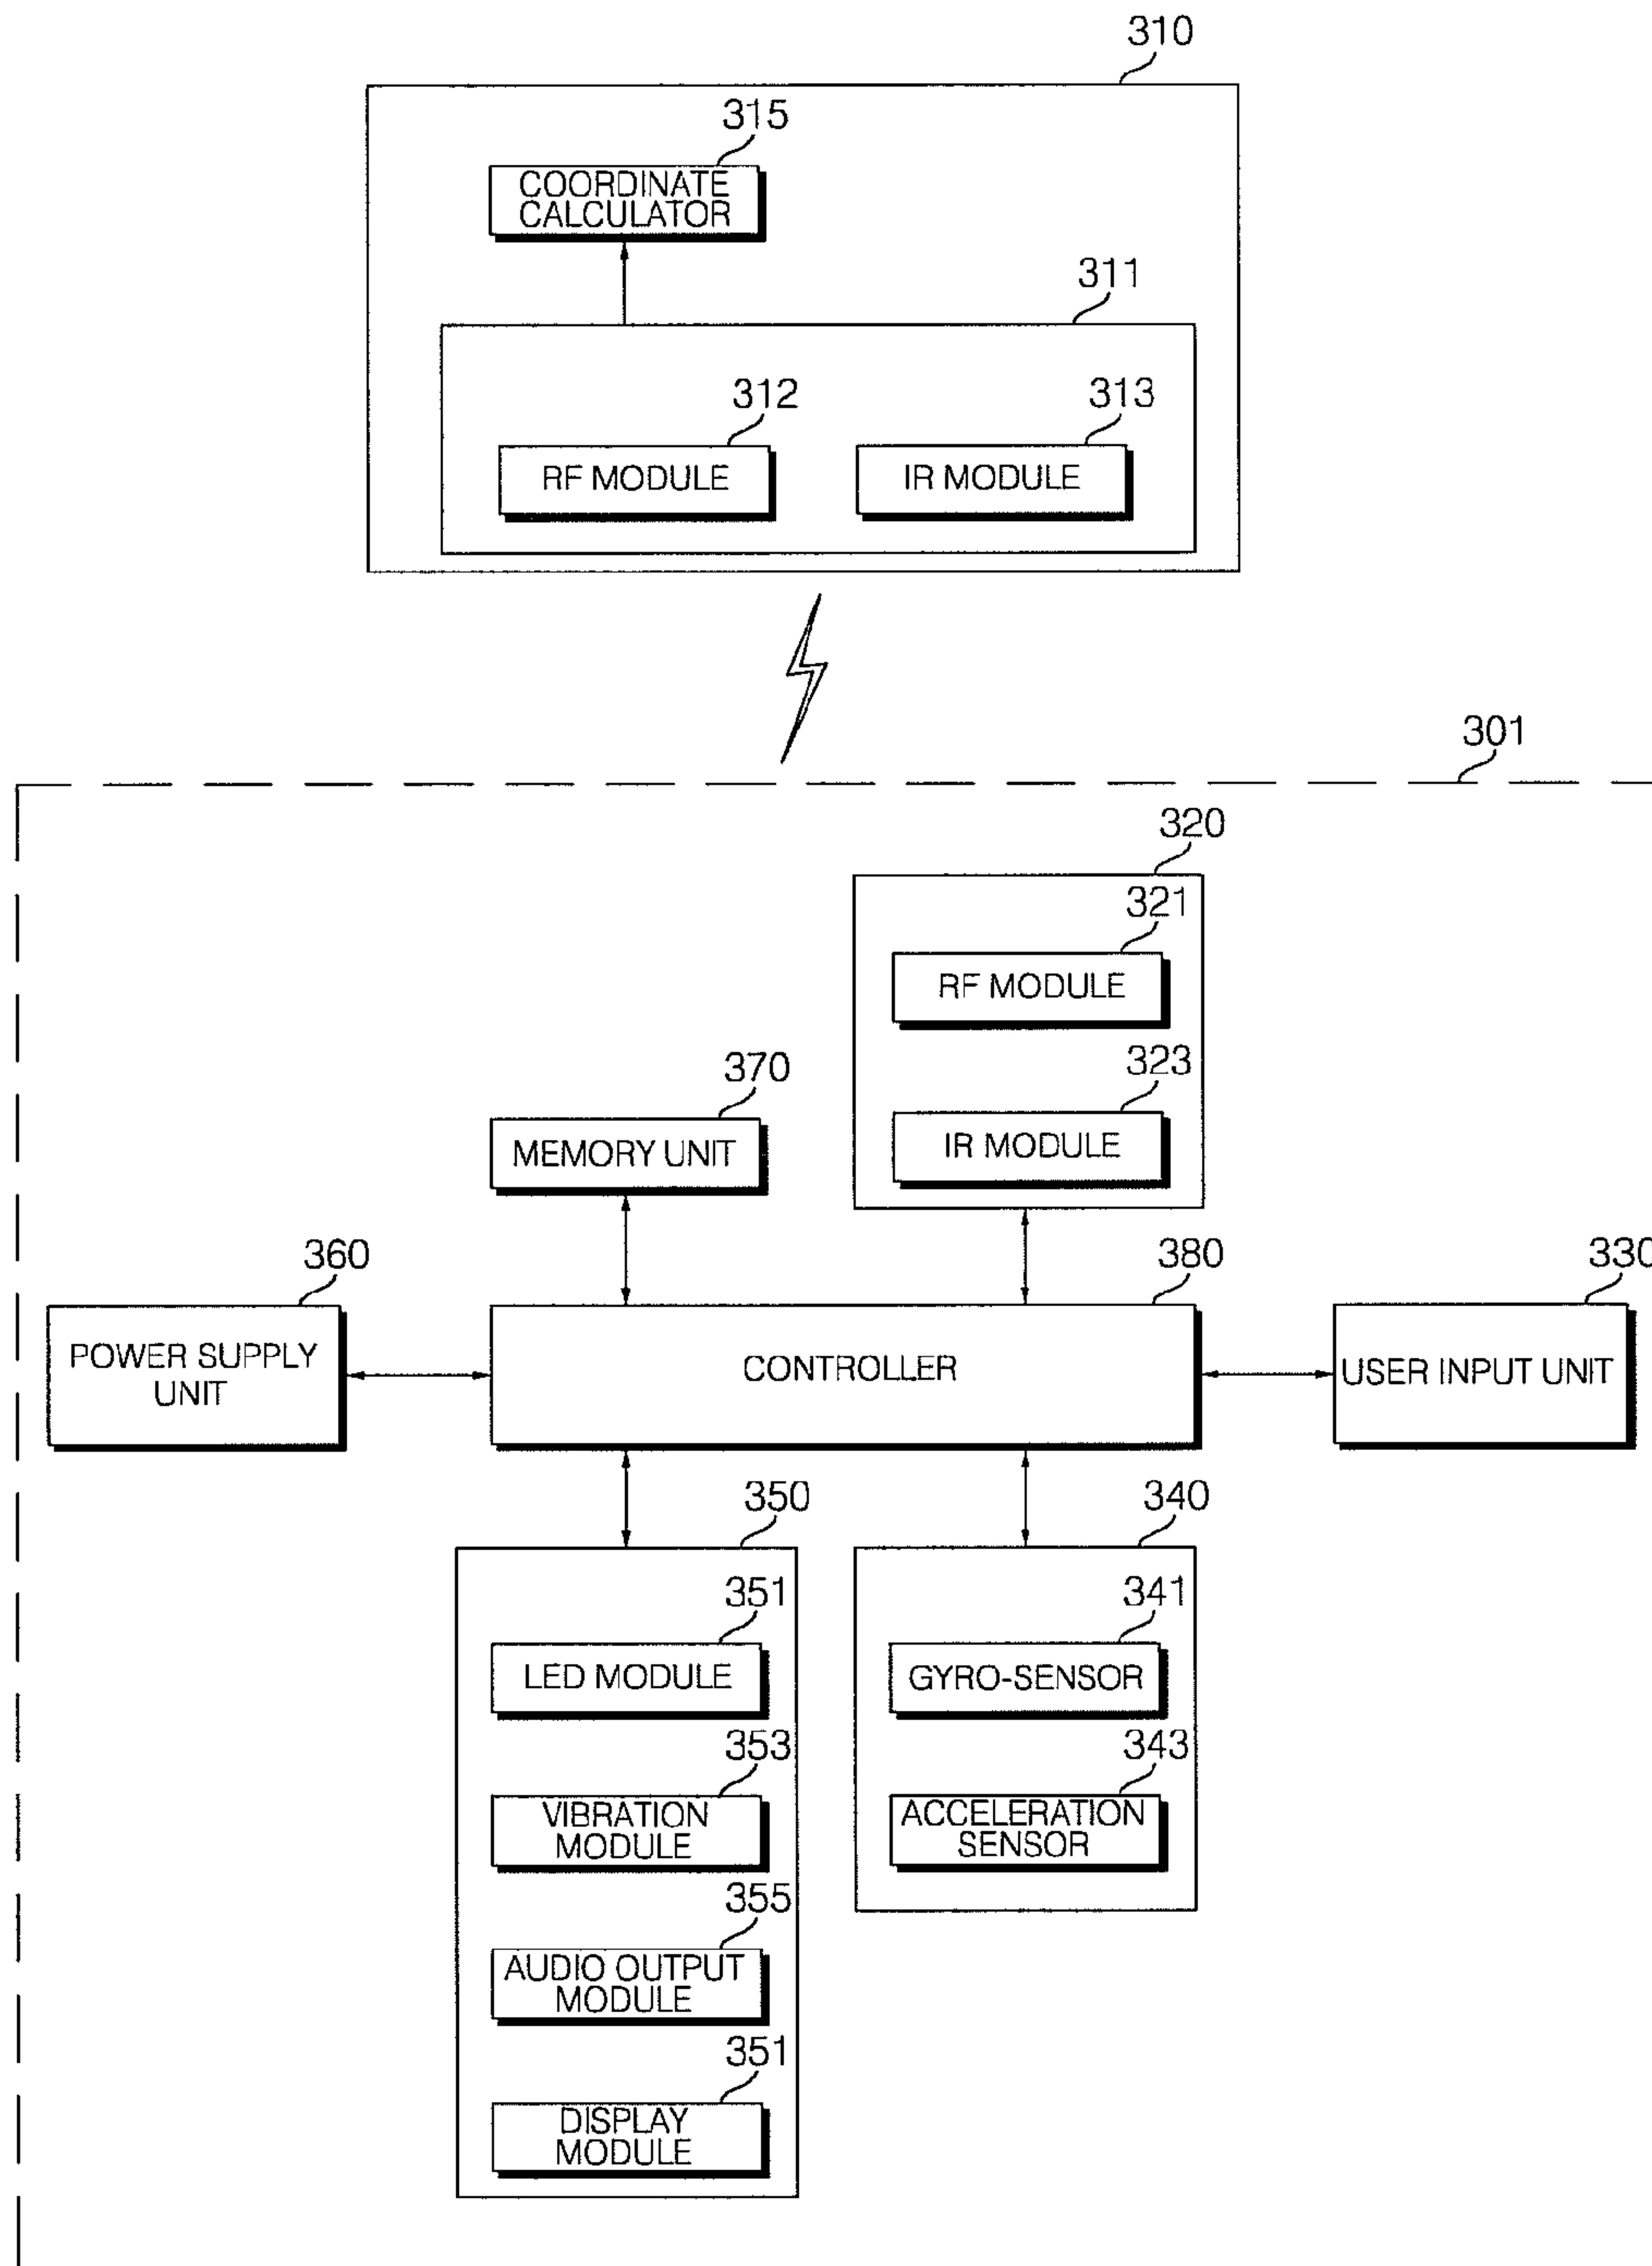 310
315
COORDINATE
CALCULATOR
311
312
313
RF MODULE
IR MODULE
301
320
321
RF MODULE
370
323
MEMORY UNIT
IR MODULE
360
380
330
POWER SUPPLY
UNIT
CONTROLLER
USER INPUT UNIT
350
340
351
341
LED MODULE
GYRO-SENSOR
353
343
VIBRATION
MODULE
ACCELERATION
SENSOR
355
AUDIO OUTPUT
MODULE
351
DISPLAY
MODULE